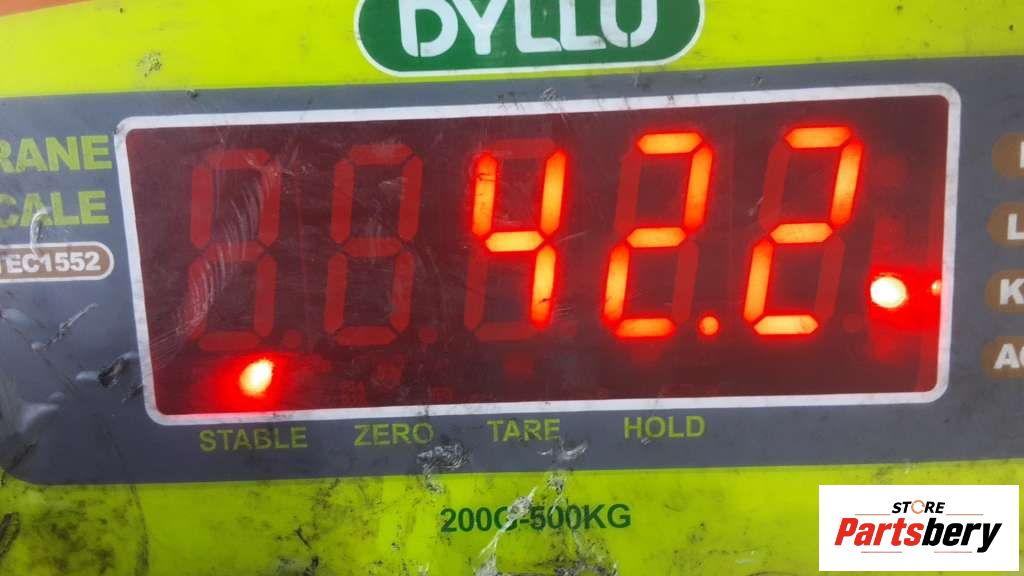 DYLLU
RANE
CALE
TEC1552
42.2
L
K
A
STABLE ZERO TARE HOLD
200G-500KG
STORE
Partsbery